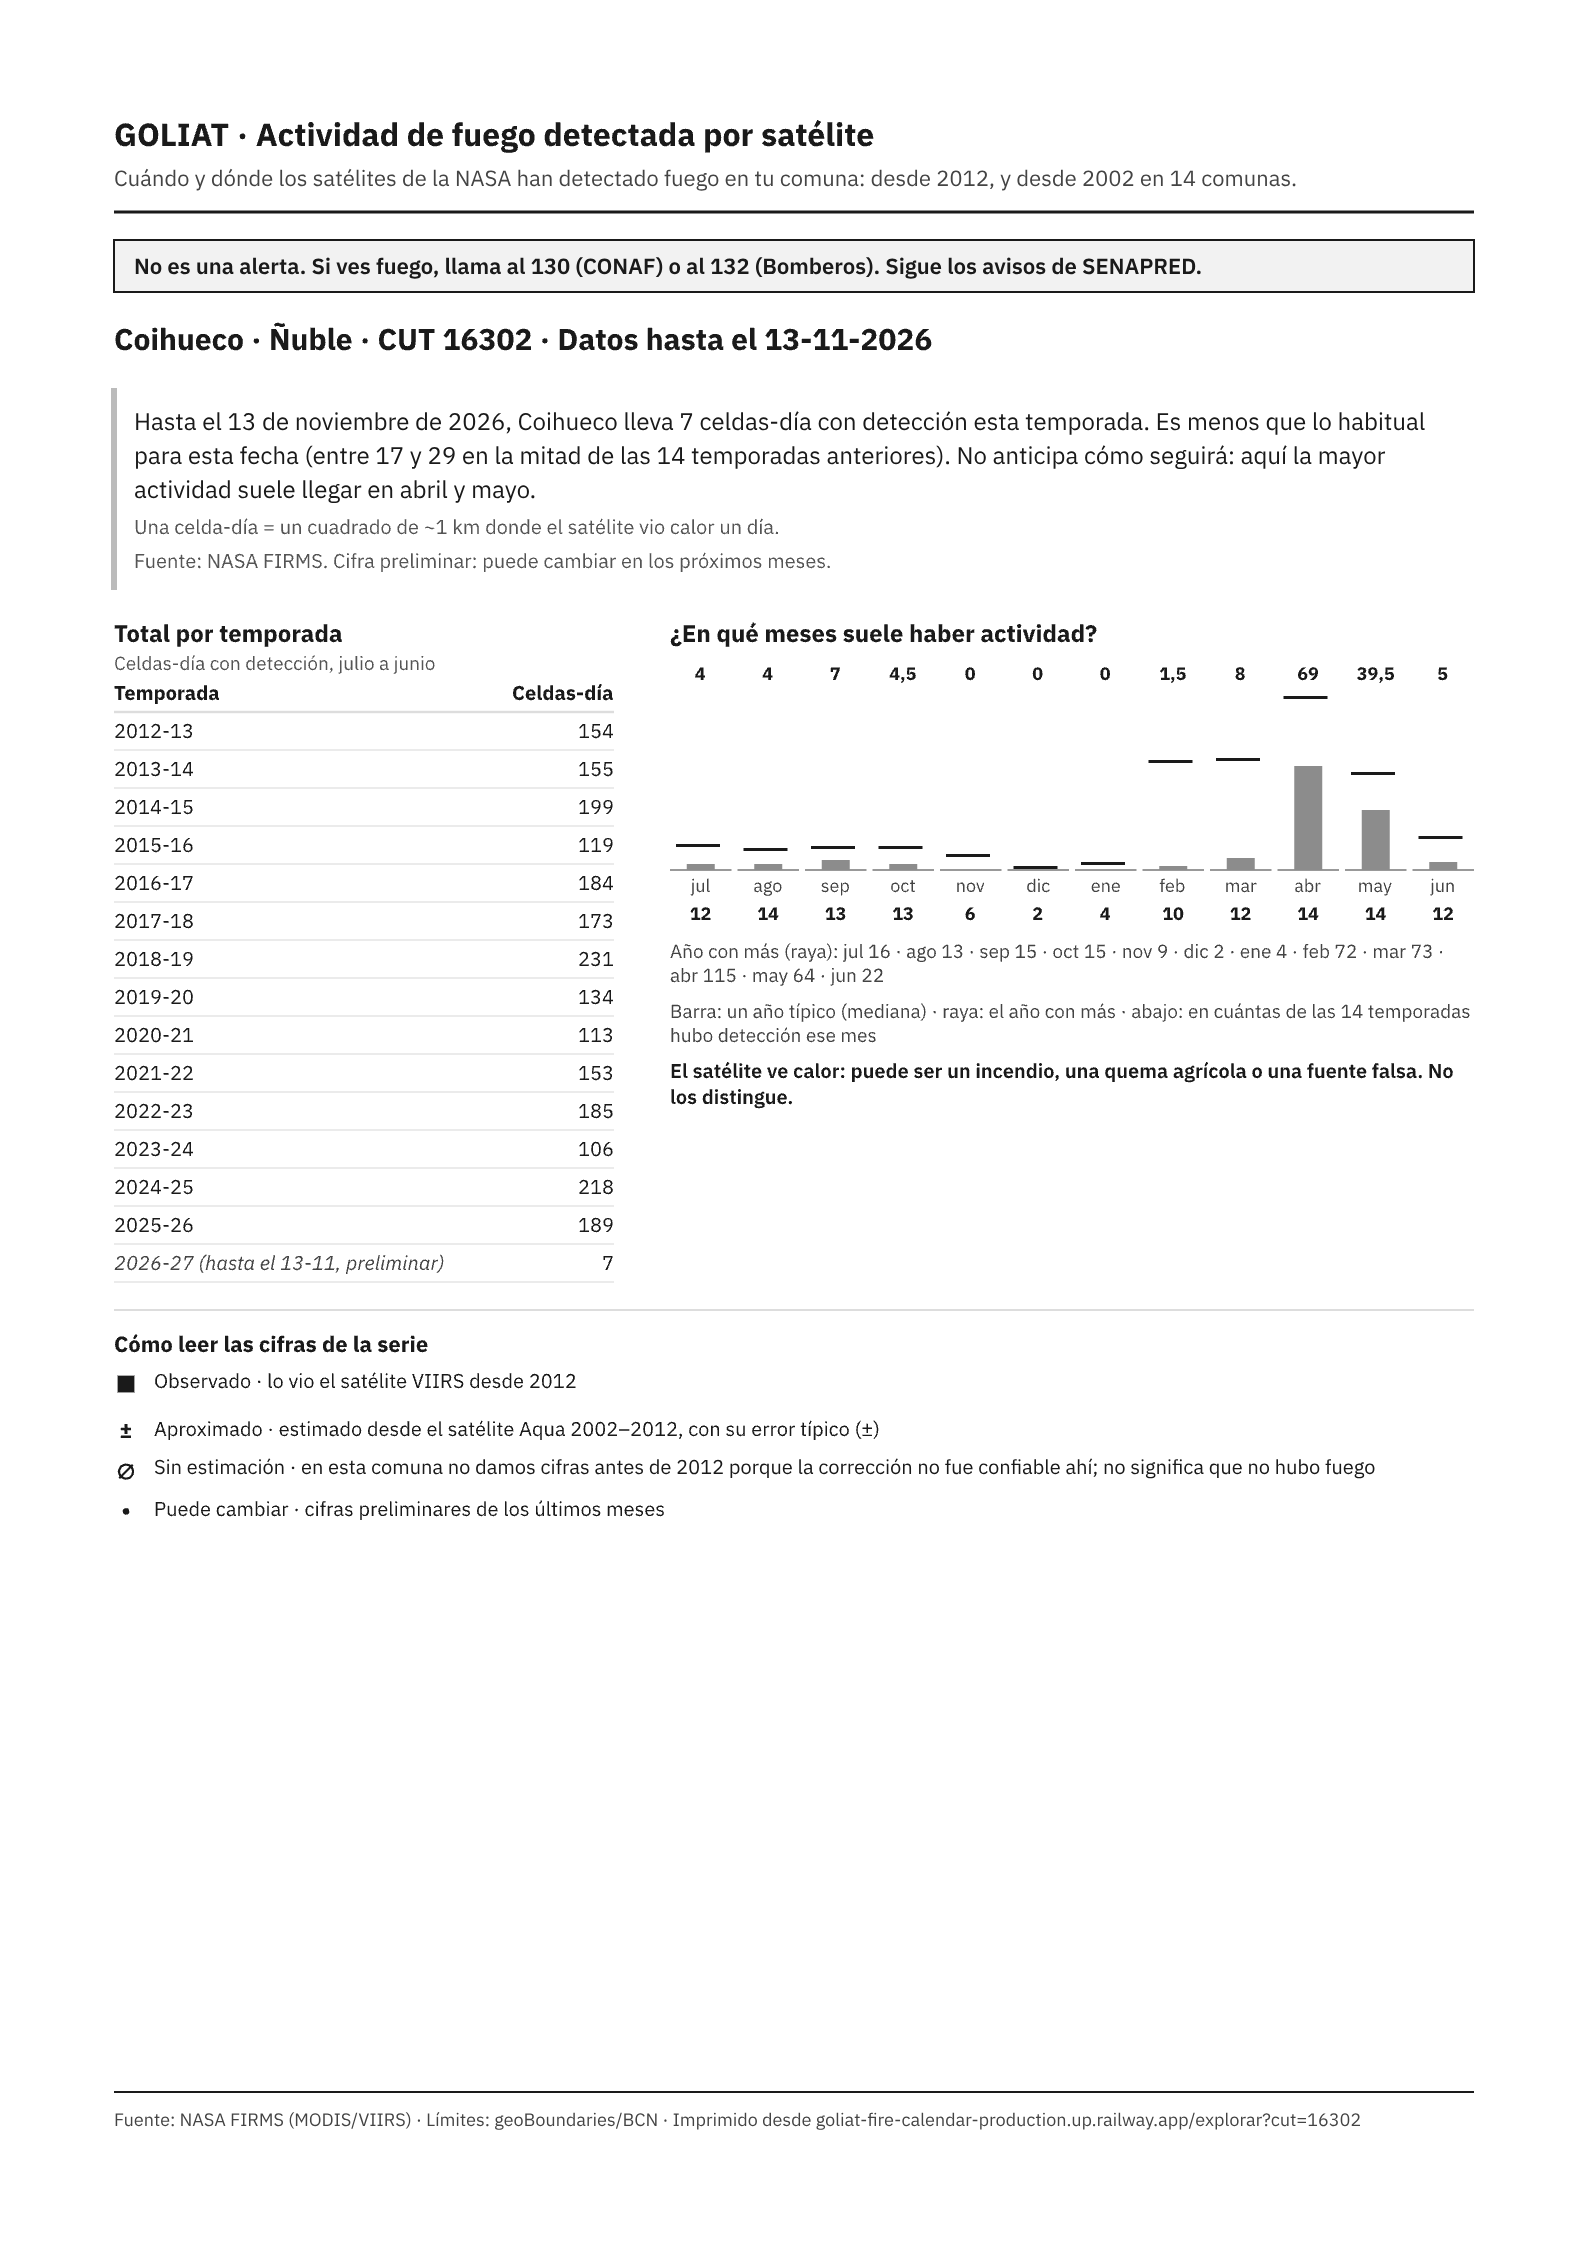 GOLIAT · Actividad de fuego detectada por satélite
Cuándo y dónde los satélites de la NASA han detectado fuego en tu comuna: desde 2012, y desde 2002 en 14 comunas.
No es una alerta. Si ves fuego, llama al 130 (CONAF) o al 132 (Bomberos). Sigue los avisos de SENAPRED.
Coihueco · Ñuble · CUT 16302 · Datos hasta el 13-11-2026
Hasta el 13 de noviembre de 2026, Coihueco lleva 7 celdas-día con detección esta temporada. Es menos que lo habitual
para esta fecha (entre 17 y 29 en la mitad de las 14 temporadas anteriores). No anticipa cómo seguirá: aquí la mayor
actividad suele llegar en abril y mayo.
Una celda-día = un cuadrado de ~1 km donde el satélite vio calor un día.
Fuente: NASA FIRMS. Cifra preliminar: puede cambiar en los próximos meses.
Total por temporada
Celdas-día con detección, julio a junio
Temporada Celdas-día
2012-13 154
2013-14 155
2014-15 199
2015-16 119
2016-17 184
2017-18 173
2018-19 231
2019-20 134
2020-21 113
2021-22 153
2022-23 185
2023-24 106
2024-25 218
2025-26 189
2026-27 (hasta el 13-11, preliminar) 7
¿En qué meses suele haber actividad?
4 4 7 4,5 0 0 0 1,5 8 69 39,5 5
jul ago sep oct nov dic ene feb mar abr may jun
12 14 13 13 6 2 4 10 12 14 14 12
Año con más (raya): jul 16 · ago 13 · sep 15 · oct 15 · nov 9 · dic 2 · ene 4 · feb 72 · mar 73 ·
abr 115 · may 64 · jun 22
Barra: un año típico (mediana) · raya: el año con más · abajo: en cuántas de las 14 temporadas
hubo detección ese mes
El satélite ve calor: puede ser un incendio, una quema agrícola o una fuente falsa. No
los distingue.
Cómo leer las cifras de la serie
■ Observado · lo vio el satélite VIIRS desde 2012
± Aproximado · estimado desde el satélite Aqua 2002–2012, con su error típico (±)
∅ Sin estimación · en esta comuna no damos cifras antes de 2012 porque la corrección no fue confiable ahí; no significa que no hubo fuego
• Puede cambiar · cifras preliminares de los últimos meses
Fuente: NASA FIRMS (MODIS/VIIRS) · Límites: geoBoundaries/BCN · Imprimido desde goliat-fire-calendar-production.up.railway.app/explorar?cut=16302